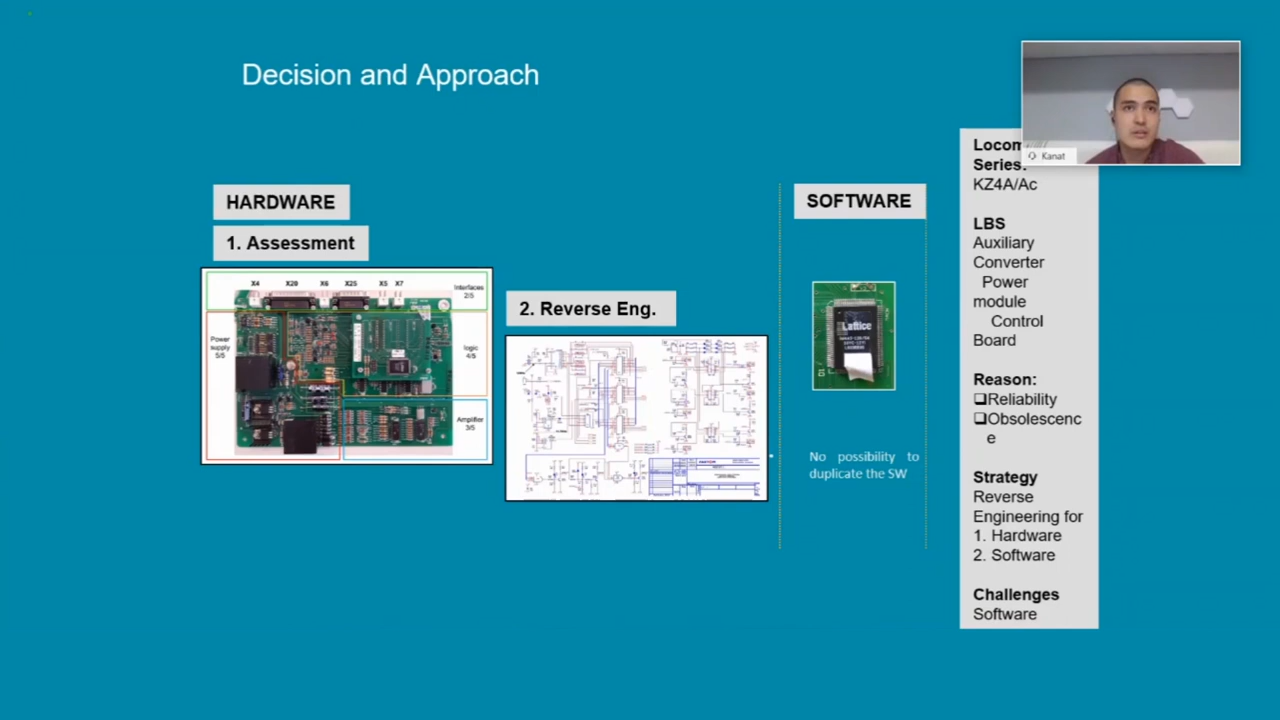 Decision and Approach
Kanat
HARDWARE
1. Assessment
X4 X20 X6 X25 X5 X7
Interfaces
2/5
Power
supply
5/5
logic
4/5
Amplifier
3/5
2. Reverse Eng.
SOFTWARE
Lattice
D1
No possibility to
duplicate the SW
Series:
KZ4A/Ac
LBS
Auxiliary
Converter
Power
module
Control
Board
Reason:
❑Reliability
❑Obsolescenc
e
Strategy
Reverse
Engineering for
1. Hardware
2. Software
Challenges
Software